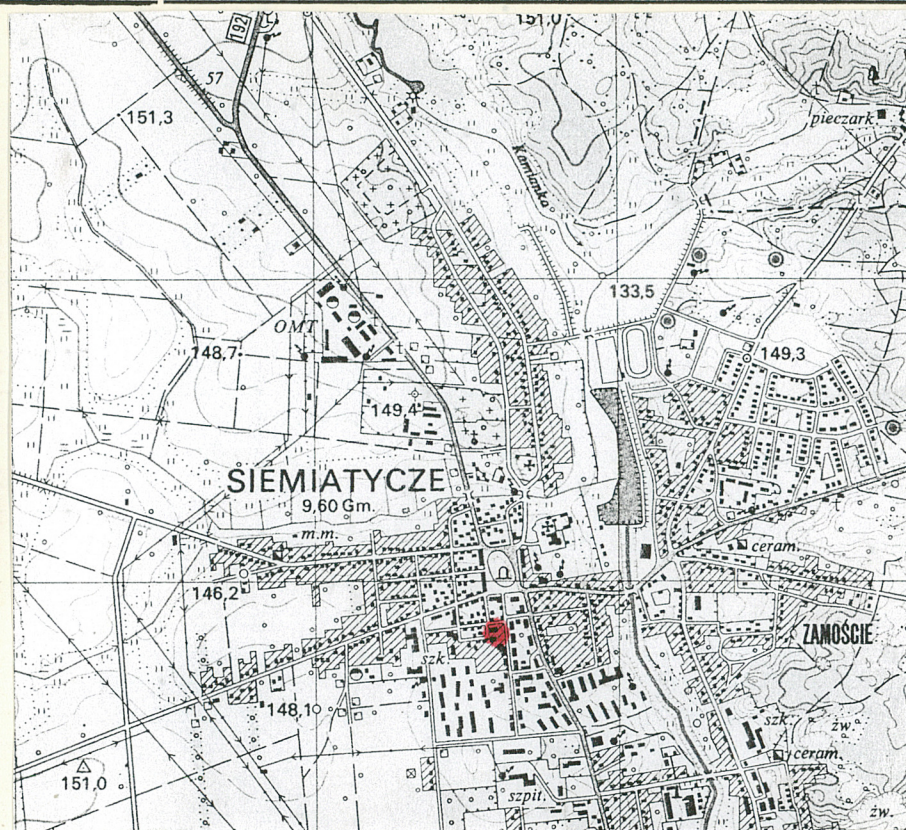 151,0
192
57
151,3
pieczark
Kamianka
133,5
OMT
148,7
149,3
149,4
SIEMIATYCZE
9,60 Gm.
m.m.
ceram.
146,2
ZAMOŚCIE
szk.
148,1
szk.
żw.
ceram.
151,0
szpit.
żw.